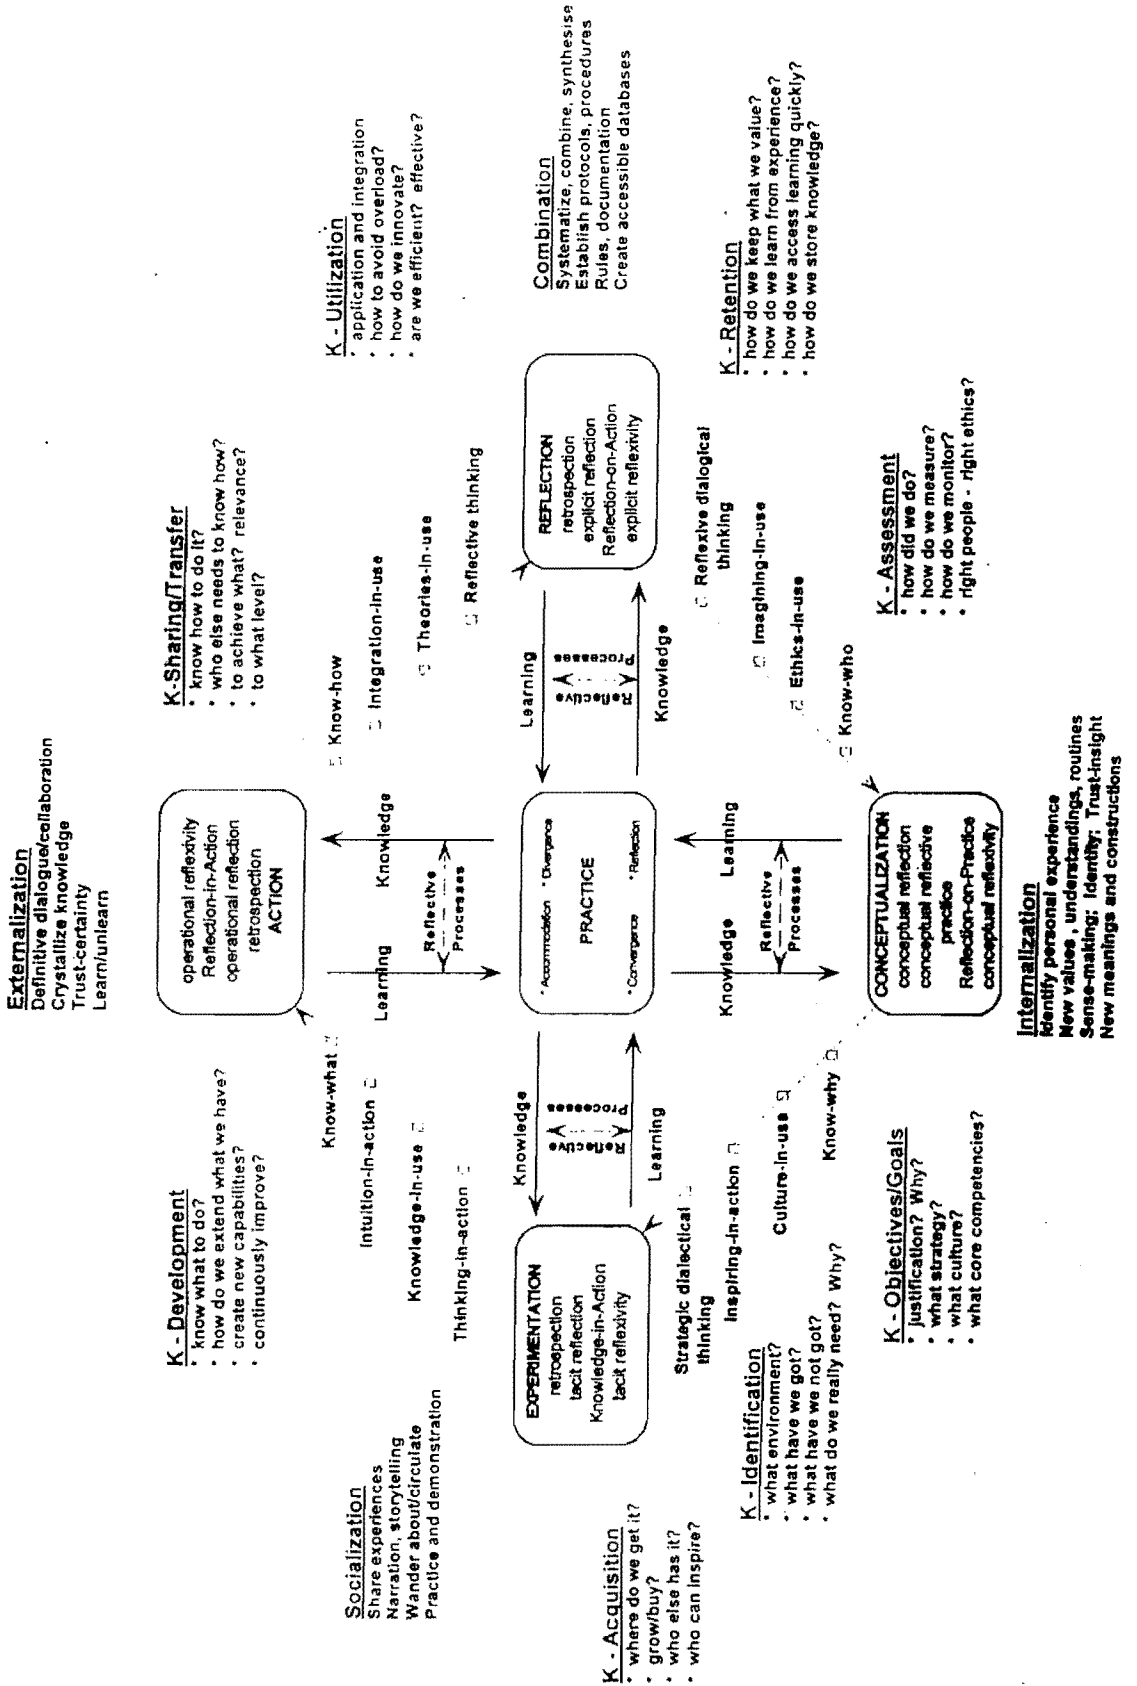 Externalization
Definitive dialogue/collaboration
Crystallize knowledge
Trust-certainty
Learn/unlearn
K - Development
• know what to do?
• how do we extend what we have?
• create new capabilities?
• continuously improve?
K-Sharing/Transfer
• know how to do it?
• who else needs to know how?
• to achieve what? relevance?
• to what level?
operational reflexivity
Reflection-in-Action
operational reflection
retrospection
ACTION
Socialization
Share experiences
Narration, storytelling
Wander about/circulate
Practice and demonstration
Know-what
Intuition-in-action
Knowledge-in-use
Thinking-in-action
Learning
Knowledge
Reflective
Processes
Know-how
Integration-in-use
Theories-in-use
Reflective thinking
K - Utilization
• application and integration
• how to avoid overload?
• how do we innovate?
• are we efficient? effective?
K - Acquisition
• where do we get it?
• grow/buy?
• who else has it?
• who can inspire?
EXPERIMENTATION
retrospection
tacit reflection
Knowledge-in-Action
tacit reflexivity
Knowledge
Reflective
Processes
Learning
• Accommodation • Divergence
PRACTICE
• Convergence • Reflection
Learning
Reflective
Processes
Knowledge
REFLECTION
retrospection
explicit reflection
Reflection-on-Action
explicit reflexivity
Combination
Systematize, combine, synthesise
Establish protocols, procedures
Rules, documentation
Create accessible databases
Strategic dialectical
thinking
Inspiring-in-action
Culture-in-use
Know-why
Knowledge
Learning
Reflective
Processes
Reflexive dialogical
thinking
Imagining-in-use
Ethics-in-use
Know-who
K - Identification
• what environment?
• what have we got?
• what have we not got?
• what do we really need? Why?
K - Retention
• how do we keep what we value?
• how do we learn from experience?
• how do we access learning quickly?
• how do we store knowledge?
K - Objectives/Goals
• justification? Why?
• what strategy?
• what culture?
• what core competencies?
CONCEPTUALIZATION
conceptual reflection
conceptual reflective
practice
Reflection-on-Practice
conceptual reflexivity
K - Assessment
• how did we do?
• how do we measure?
• how do we monitor?
• right people - right ethics?
Internalization
Identify personal experience
New values , understandings, routines
Sense-making; Identity; Trust-insight
New meanings and constructions